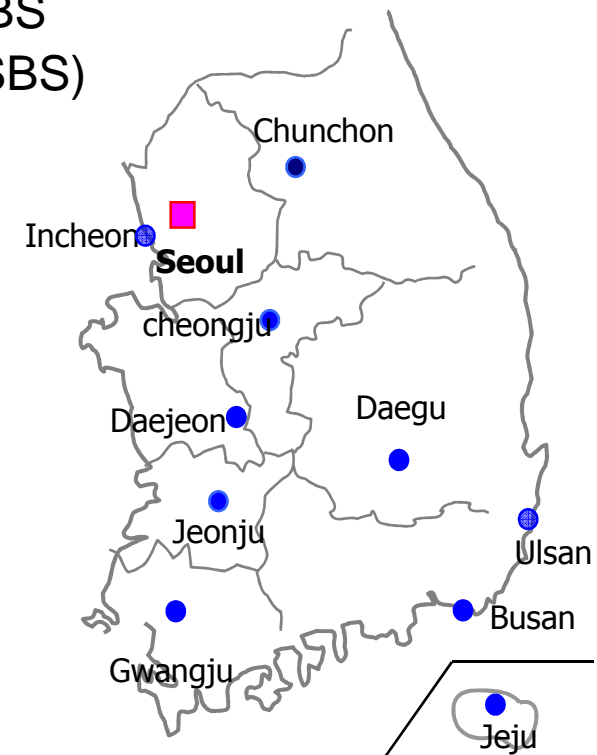 BS
SBS)
Chunchon
Incheon
Seoul
cheongju
Daejeon
Daegu
Jeonju
Ulsan
Busan
Gwangju
Jeju